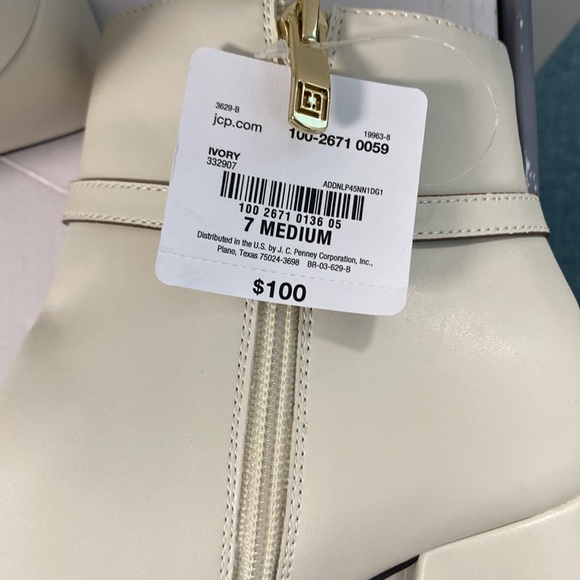 3629-B
19963-8
jcp.com
100-2671 0059
IVORY
332907
ADDNLP45NN1DG1
100 2671 0136 05
7 MEDIUM
Distributed in the U.S. by J. C. Penney Corporation, Inc.,
Plano, Texas 75024-3698 BR-03-629-B
$100